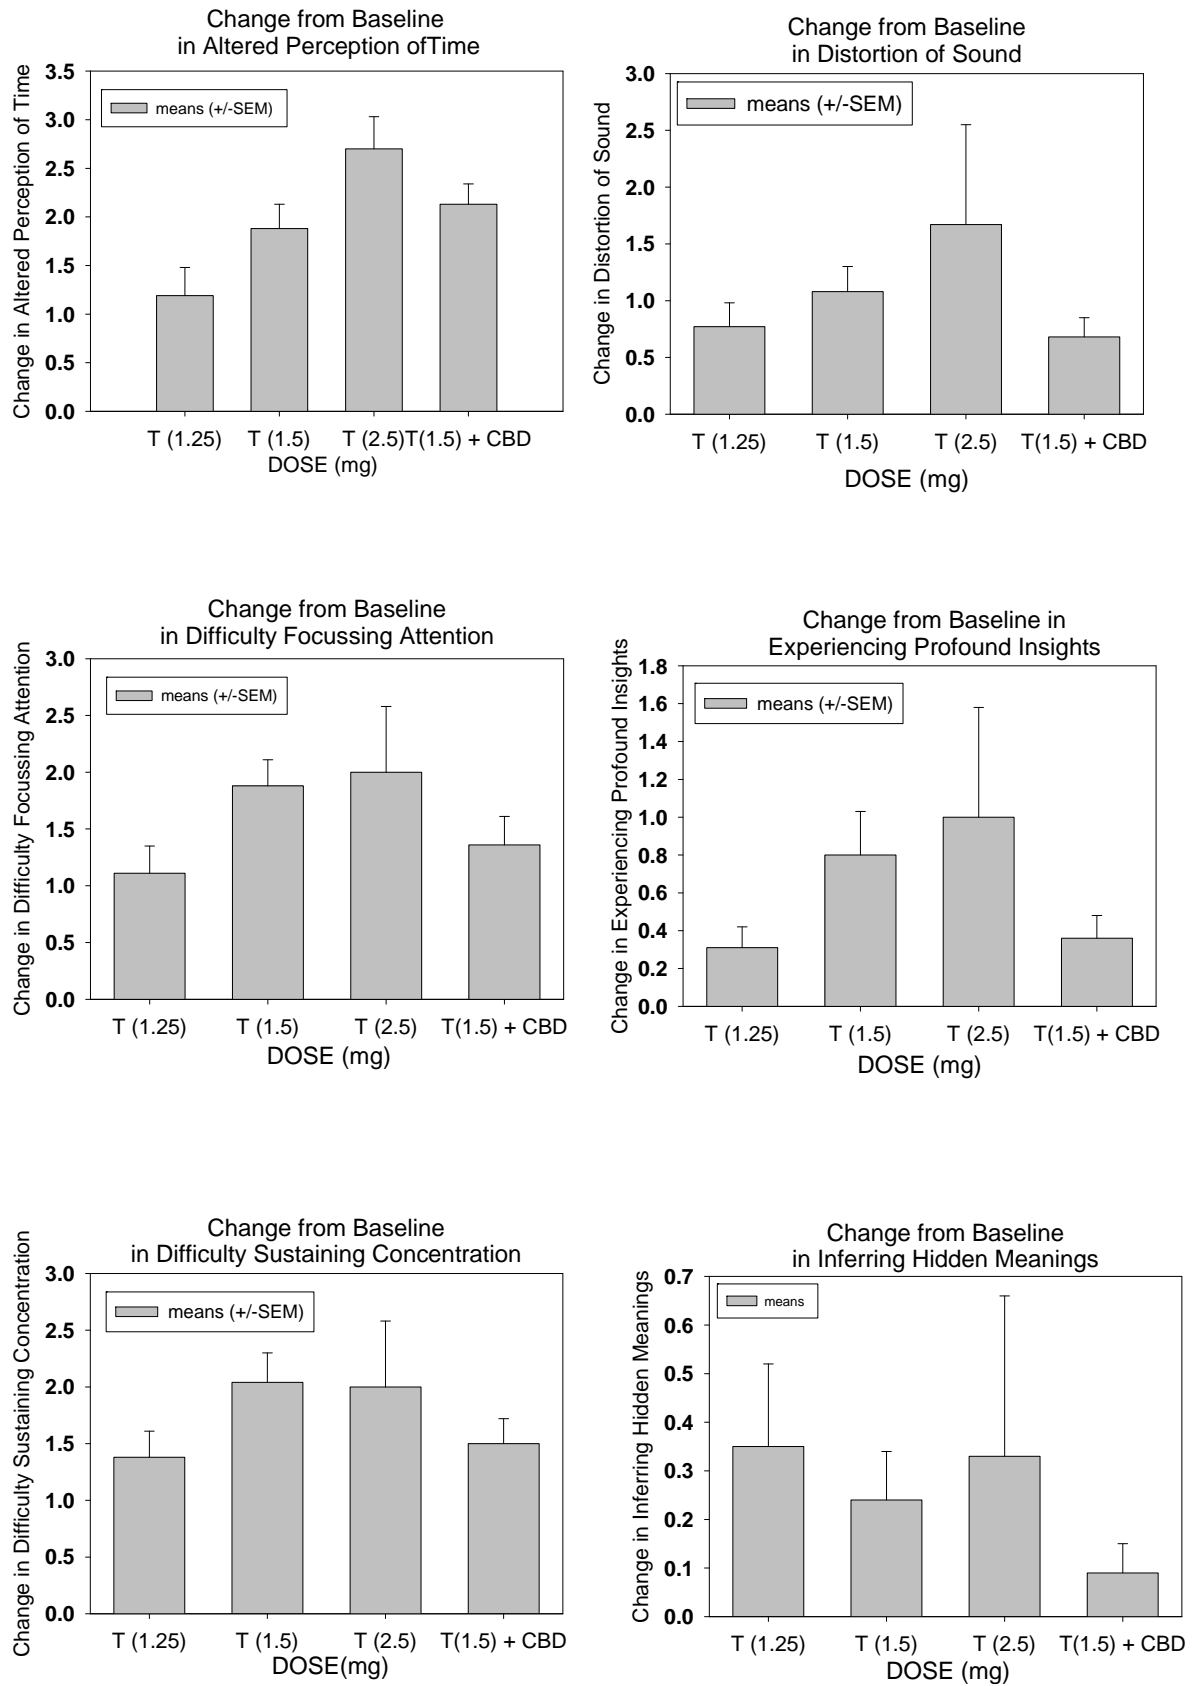 Change from Baseline
in Altered Perception ofTime
Change in Altered Perception of Time
3.5
3.0
2.5
2.0
1.5
1.0
0.5
0.0
means (+/-SEM)
T (1.25) T (1.5) T (2.5)T(1.5) + CBD
DOSE (mg)
Change from Baseline
in Distortion of Sound
Change in Distortion of Sound
3.0
2.5
2.0
1.5
1.0
0.5
0.0
means (+/-SEM)
T (1.25) T (1.5) T (2.5) T(1.5) + CBD
DOSE (mg)
Change from Baseline
in Difficulty Focussing Attention
Change in Difficulty Focussing Attention
3.0
2.5
2.0
1.5
1.0
0.5
0.0
means (+/-SEM)
T (1.25) T (1.5) T (2.5) T(1.5) + CBD
DOSE (mg)
Change from Baseline in
Experiencing Profound Insights
Change in Experiencing Profound Insights
1.8
1.6
1.4
1.2
1.0
0.8
0.6
0.4
0.2
0.0
means (+/-SEM)
T (1.25) T (1.5) T (2.5) T(1.5) + CBD
DOSE (mg)
Change from Baseline
in Difficulty Sustaining Concentration
Change in Difficulty Sustaining Concentration
3.0
2.5
2.0
1.5
1.0
0.5
0.0
means (+/-SEM)
T (1.25) T (1.5) T (2.5) T(1.5) + CBD
DOSE(mg)
Change from Baseline
in Inferring Hidden Meanings
Change in Inferring Hidden Meanings
0.7
0.6
0.5
0.4
0.3
0.2
0.1
0.0
means
T (1.25) T (1.5) T (2.5) T(1.5) + CBD
DOSE (mg)